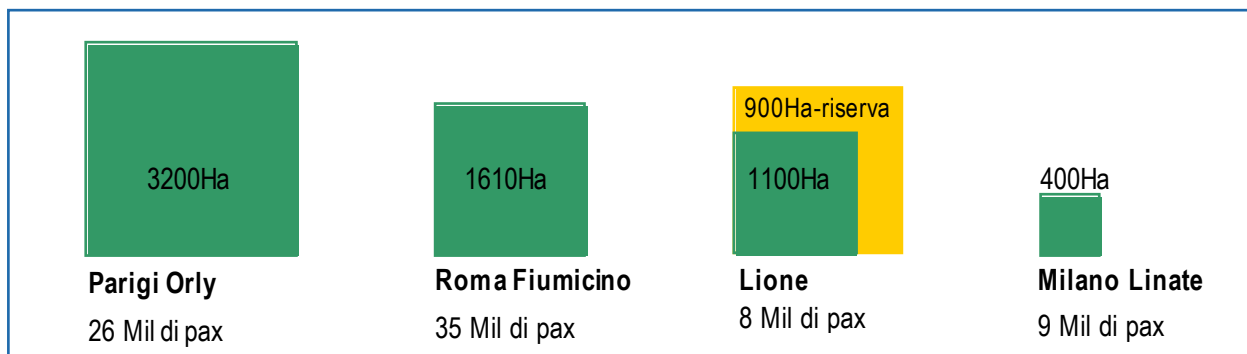 3200Ha
Parigi Orly
26 Mil di pax
1610Ha
Roma Fiumicino
35 Mil di pax
900Ha-riserva
1100Ha
Lione
8 Mil di pax
400Ha
Milano Linate
9 Mil di pax